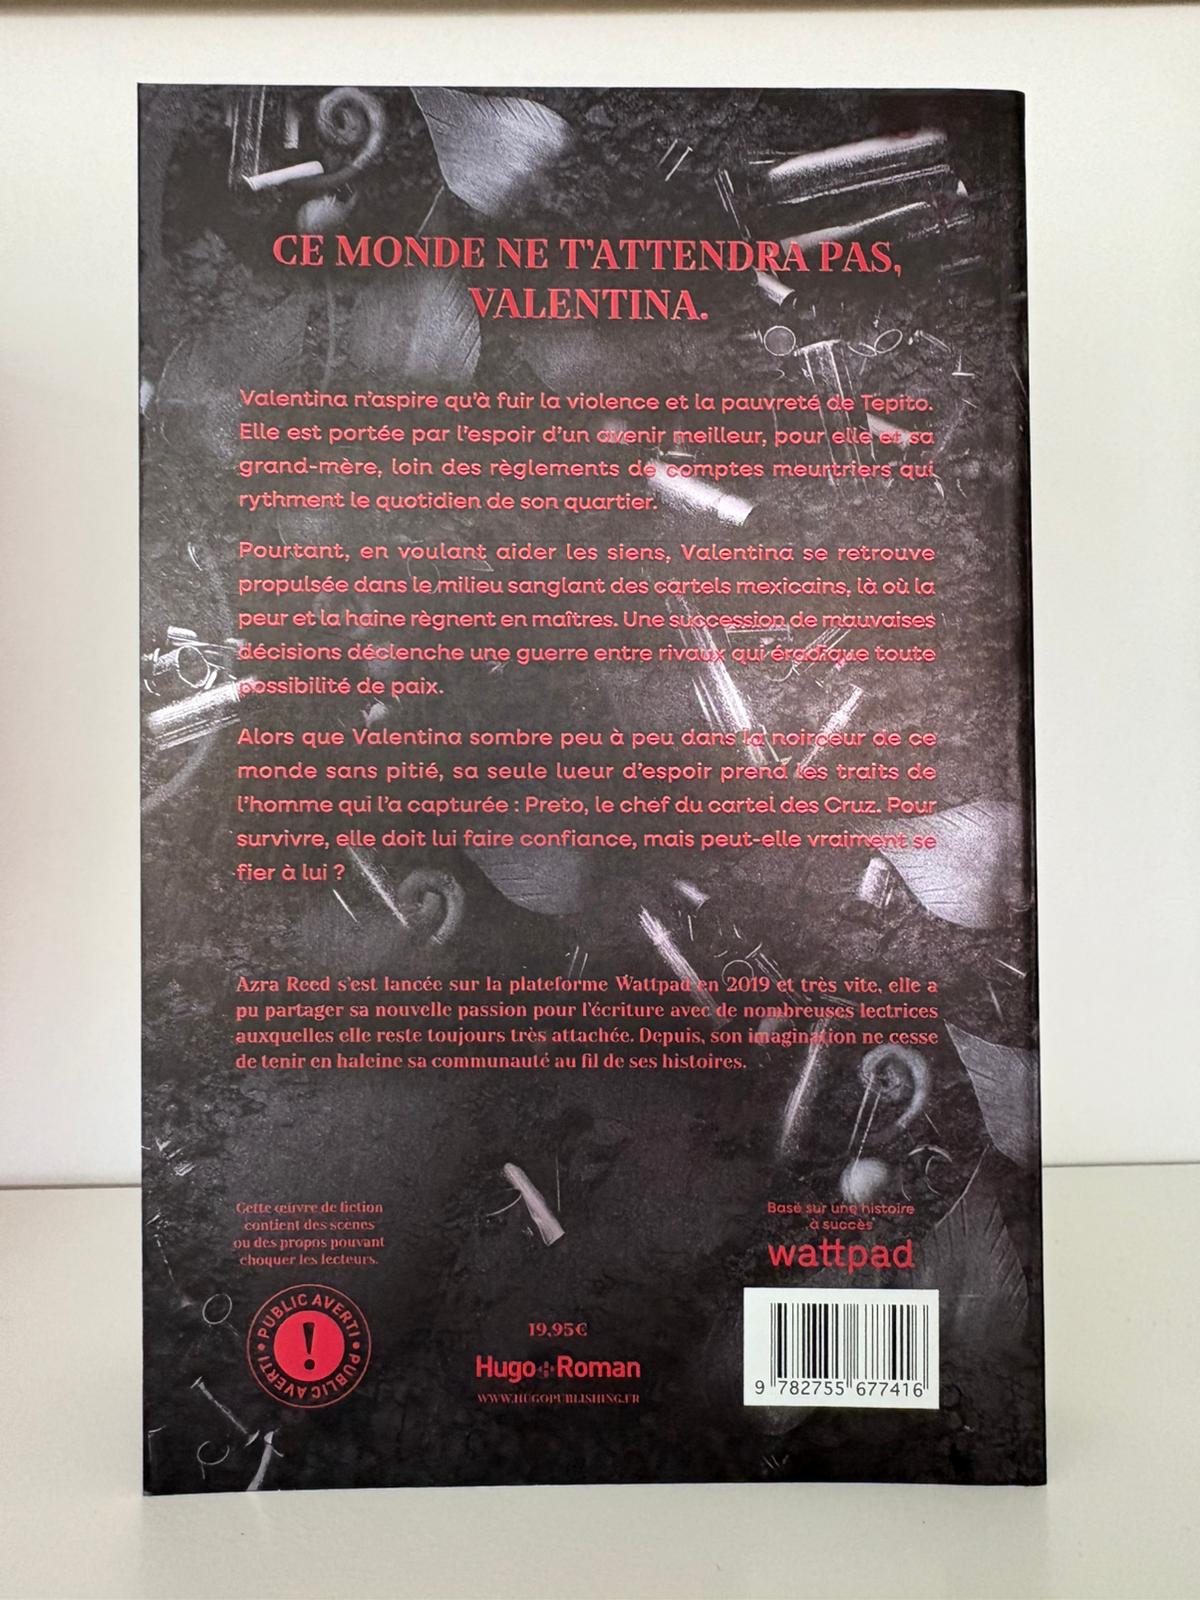 CE MONDE NE T'ATTENDRA PAS,
VALENTINA.
Valentina n'aspire qu'à fuir la violence et la pauvreté de Tepito.
Elle est portée par l'espoir d'un avenir meilleur, pour elle et sa
grand-mère, loin des règlements de comptes meurtriers qui
rythment le quotidien de son quartier.
Pourtant, en voulant aider les siens, Valentina se retrouve
propulsée dans le milieu sanglant des cartels mexicains, là où la
peur et la haine règnent en maîtres. Une succession de mauvaises
décisions déclenche une guerre entre rivaux qui éradique toute
possibilité de paix.
Alors que Valentina sombre peu à peu dans la noirceur de ce
monde sans pitié, sa seule lueur d'espoir prend les traits de
l'homme qui l'a capturée : Preto, le chef du cartel des Cruz. Pour
survivre, elle doit lui faire confiance, mais peut-elle vraiment se
fier à lui ?
Azra Reed s'est lancée sur la plateforme Wattpad en 2019 et très vite, elle a
pu partager sa nouvelle passion pour l'écriture avec de nombreuses lectrices
auxquelles elle reste toujours très attachée. Depuis, son imagination ne cesse
de tenir en haleine sa communauté au fil de ses histoires.
Cette œuvre de fiction
contient des scènes
ou des propos pouvant
choquer les lecteurs.
PUBLIC AVERTI • PUBLIC AVERTI •
!
19,95€
Hugo Roman
WWW.HUGOPUBLISHING.FR
Basé sur une histoire
à succès
wattpad
9 782755 677416